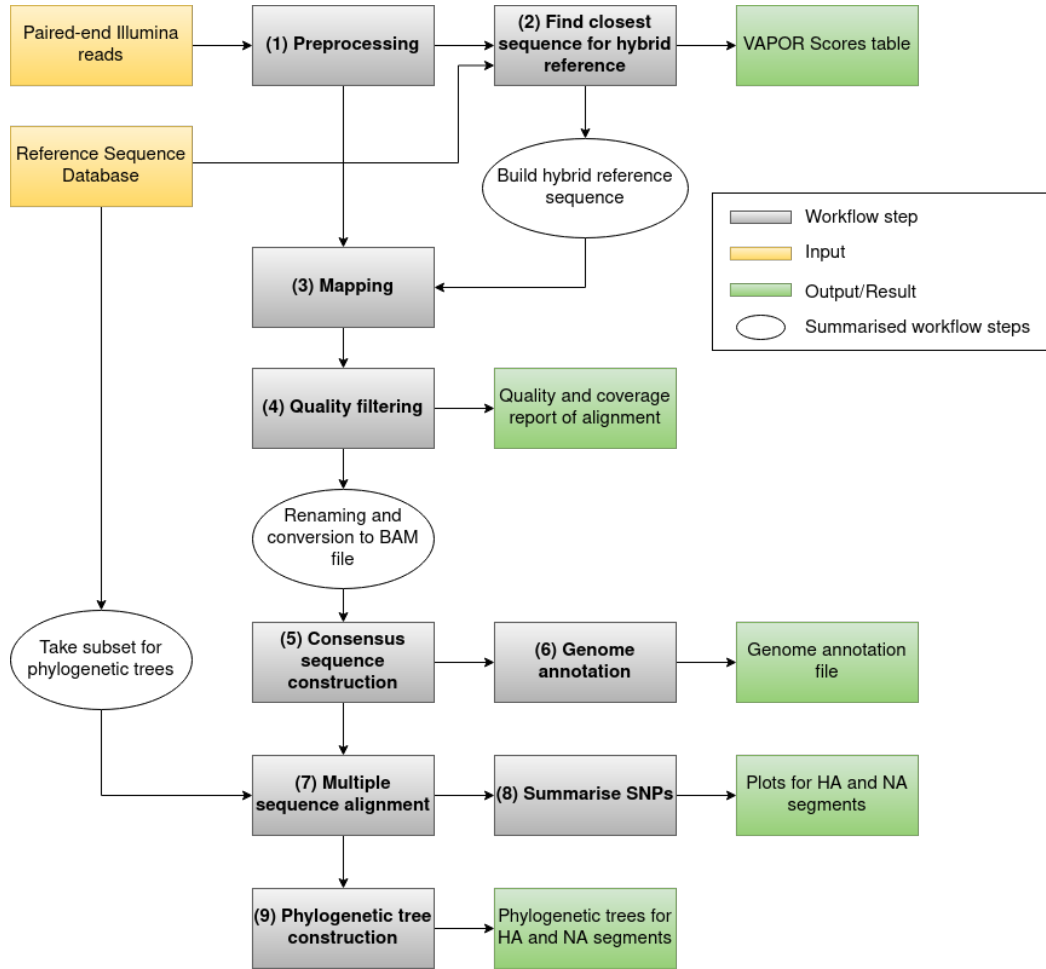 Paired-end Illumina
reads
(1) Preprocessing
(2) Find closest
sequence for hybrid
reference
VAPOR Scores table
Reference Sequence
Database
Build hybrid reference
sequence
Workflow step
Input
Output/Result
Summarised workflow steps
(3) Mapping
(4) Quality filtering
Quality and coverage
report of alignment
Renaming and
conversion to BAM
file
Take subset for
phylogenetic trees
(5) Consensus
sequence
construction
(6) Genome
annotation
Genome annotation
file
(7) Multiple
sequence alignment
(8) Summarise SNPs
Plots for HA and NA
segments
(9) Phylogenetic tree
construction
Phylogenetic trees for
HA and NA segments